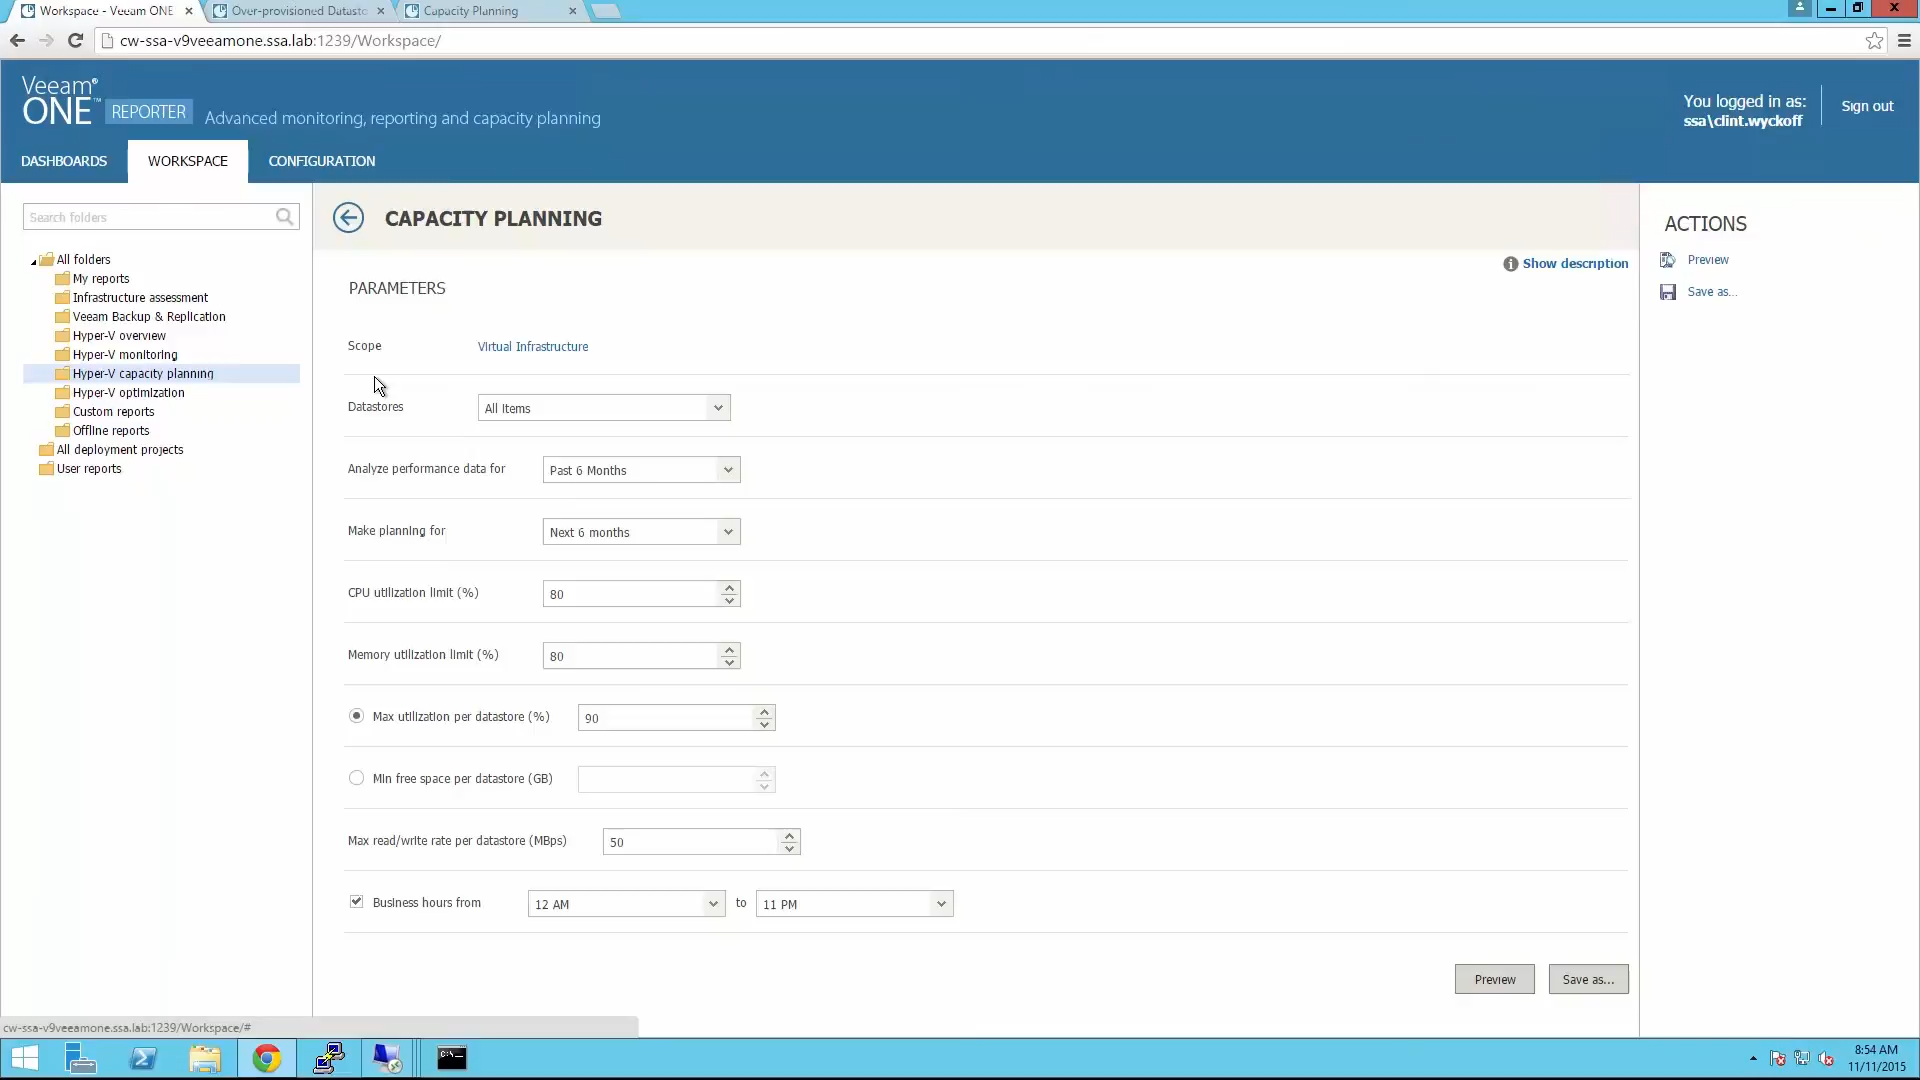 Workspace - Veeam ONE
Over-provisioned Datasto
Capacity Planning
cw-ssa-v9veeamone.ssa.lab:1239/Workspace/
Veeam®
ONE™ REPORTER Advanced monitoring, reporting and capacity planning
You logged in as:
ssa\clint.wyckoff
Sign out
DASHBOARDS WORKSPACE CONFIGURATION
Search folders
All folders
My reports
Infrastructure assessment
Veeam Backup & Replication
Hyper-V overview
Hyper-V monitoring
Hyper-V capacity planning
Hyper-V optimization
Custom reports
Offline reports
All deployment projects
User reports
CAPACITY PLANNING
Show description
PARAMETERS
Scope Virtual Infrastructure
Datastores All Items
Analyze performance data for Past 6 Months
Make planning for Next 6 months
CPU utilization limit (%) 80
Memory utilization limit (%) 80
Max utilization per datastore (%) 90
Min free space per datastore (GB)
Max read/write rate per datastore (MBps) 50
Business hours from 12 AM to 11 PM
Preview Save as...
ACTIONS
Preview
Save as...
cw-ssa-v9veeamone.ssa.lab:1239/Workspace/#
8:54 AM
11/11/2015